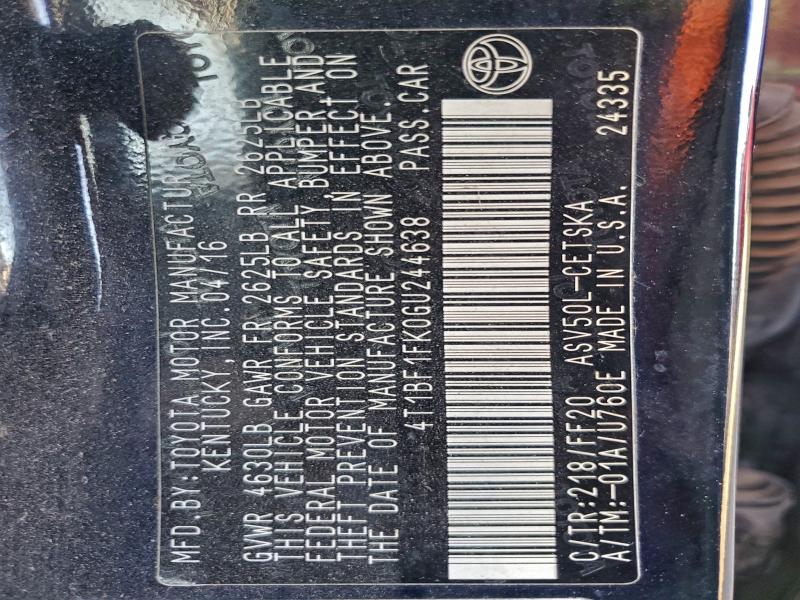 MFD. BY: TOYOTA MOTOR MANUFACTURING
KENTUCKY, INC. 04/16
GVWR 4630LB GAWR FR 2625LB RR 2625LB
THIS VEHICLE CONFORMS TO ALL APPLICABLE
FEDERAL MOTOR VEHICLE SAFETY, BUMPER, AND
THEFT PREVENTION STANDARDS IN EFFECT ON
THE DATE OF MANUFACTURE SHOWN ABOVE.
4T1BF1FK0GU244638 PASS. CAR
C/TR:218/FF20 ASV50L-CETSKA
A/TM:-01A/U760E MADE IN U.S.A. 24335